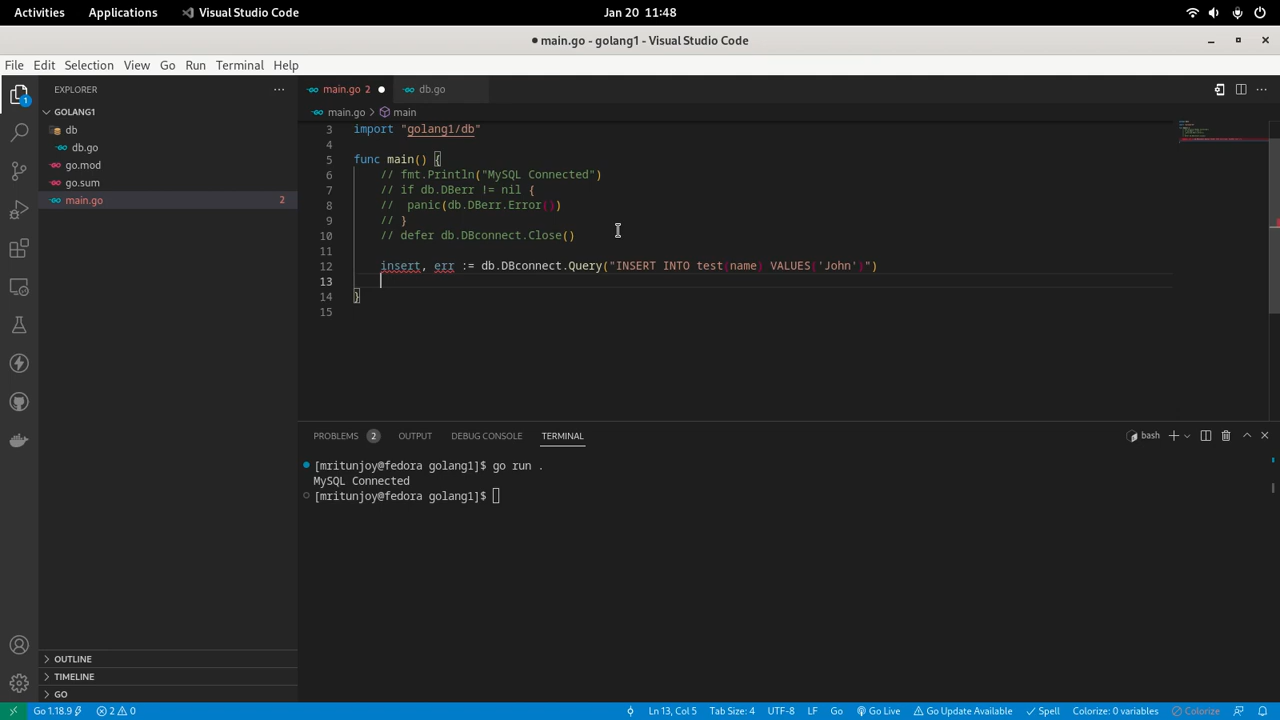 Activities Applications Visual Studio Code Jan 20 11:48
main.go - golang1 - Visual Studio Code
File Edit Selection View Go Run Terminal Help
EXPLORER
main.go 2
db.go
GOLANG1
main.go > main
db
db.go
go.mod
go.sum
main.go 2
3 import "golang1/db"
4
5 func main() {
6 // fmt.Println("MySQL Connected")
7 // if db.DBerr != nil {
8 // panic(db.DBerr.Error())
9 // }
10 // defer db.DBconnect.Close()
11
12 insert, err := db.DBconnect.Query("INSERT INTO test(name) VALUES('John')")
13
14 }
15
PROBLEMS 2 OUTPUT DEBUG CONSOLE TERMINAL bash
[mritunjoy@fedora golang1]$ go run .
MySQL Connected
[mritunjoy@fedora golang1]$
OUTLINE
TIMELINE
GO
1
Go 1.18.9 2 0 Ln 13, Col 5 Tab Size: 4 UTF-8 LF Go Go Live Go Update Available Spell Colorize: 0 variables Colorize